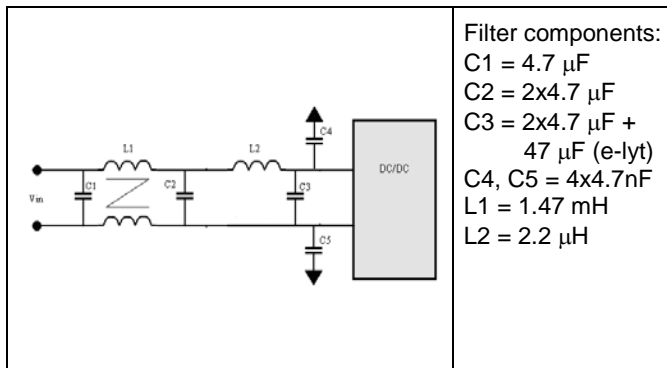 L1
L2
C4
DC/DC
C1
C2
C3
Vin
C5
Filter components:
C1 = 4.7 μF
C2 = 2x4.7 μF
C3 = 2x4.7 μF +
47 μF (e-lyt)
C4, C5 = 4x4.7nF
L1 = 1.47 mH
L2 = 2.2 μH